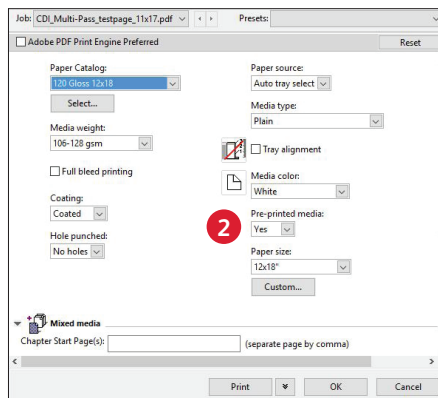 Job: CDI_Multi-Pass_testpage_11x17.pdf Presets:
Adobe PDF Print Engine Preferred Reset
Paper Catalog:
120 Gloss 12x18
Select...
Media weight:
106-128 gsm
Full bleed printing
Coating:
Coated
Hole punched:
No holes
Paper source:
Auto tray select
Media type:
Plain
Tray alignment
Media color:
White
2
Pre-printed media:
Yes
Paper size:
12x18"
Custom...
Mixed media
Chapter Start Page(s): (separate page by comma)
Print OK Cancel